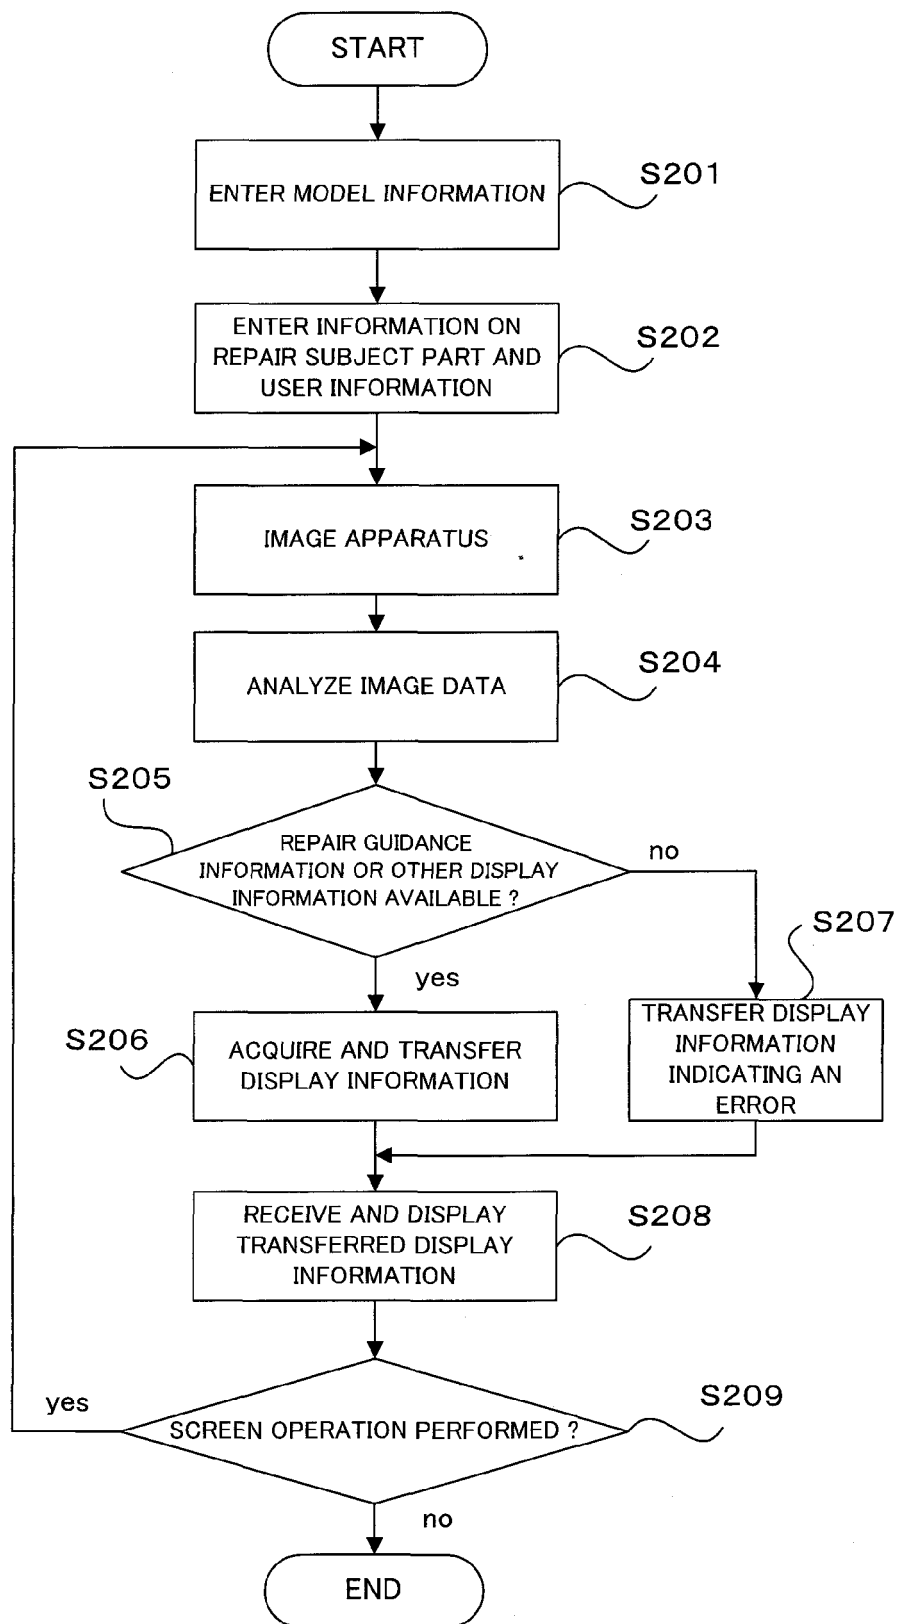 START
ENTER MODEL INFORMATION
S201
ENTER INFORMATION ON
REPAIR SUBJECT PART AND
USER INFORMATION
S202
IMAGE APPARATUS
S203
ANALYZE IMAGE DATA
S204
S205
REPAIR GUIDANCE
INFORMATION OR OTHER DISPLAY
INFORMATION AVAILABLE ?
no
yes
S207
TRANSFER DISPLAY
INFORMATION
INDICATING AN
ERROR
S206
ACQUIRE AND TRANSFER
DISPLAY INFORMATION
RECEIVE AND DISPLAY
TRANSFERRED DISPLAY
INFORMATION
S208
yes
SCREEN OPERATION PERFORMED ?
S209
no
END